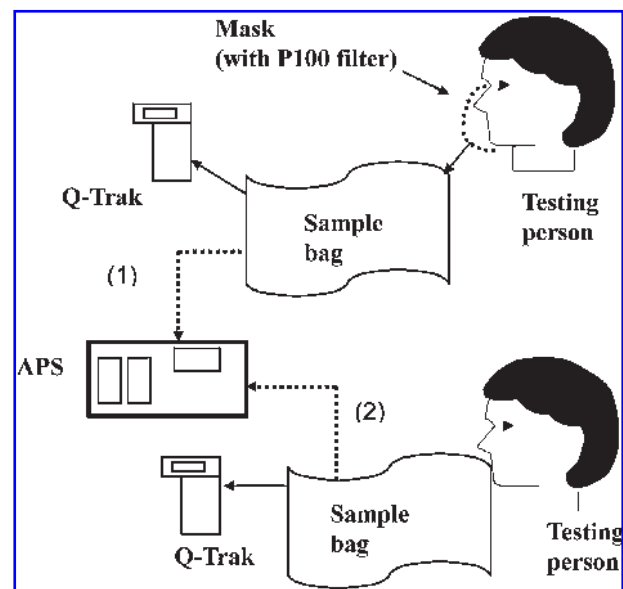 Mask
(with P100 filter)
Q-Trak
Sample
bag
Testing
person
(1)
APS
(2)
Sample
bag
Q-Trak
Testing
person